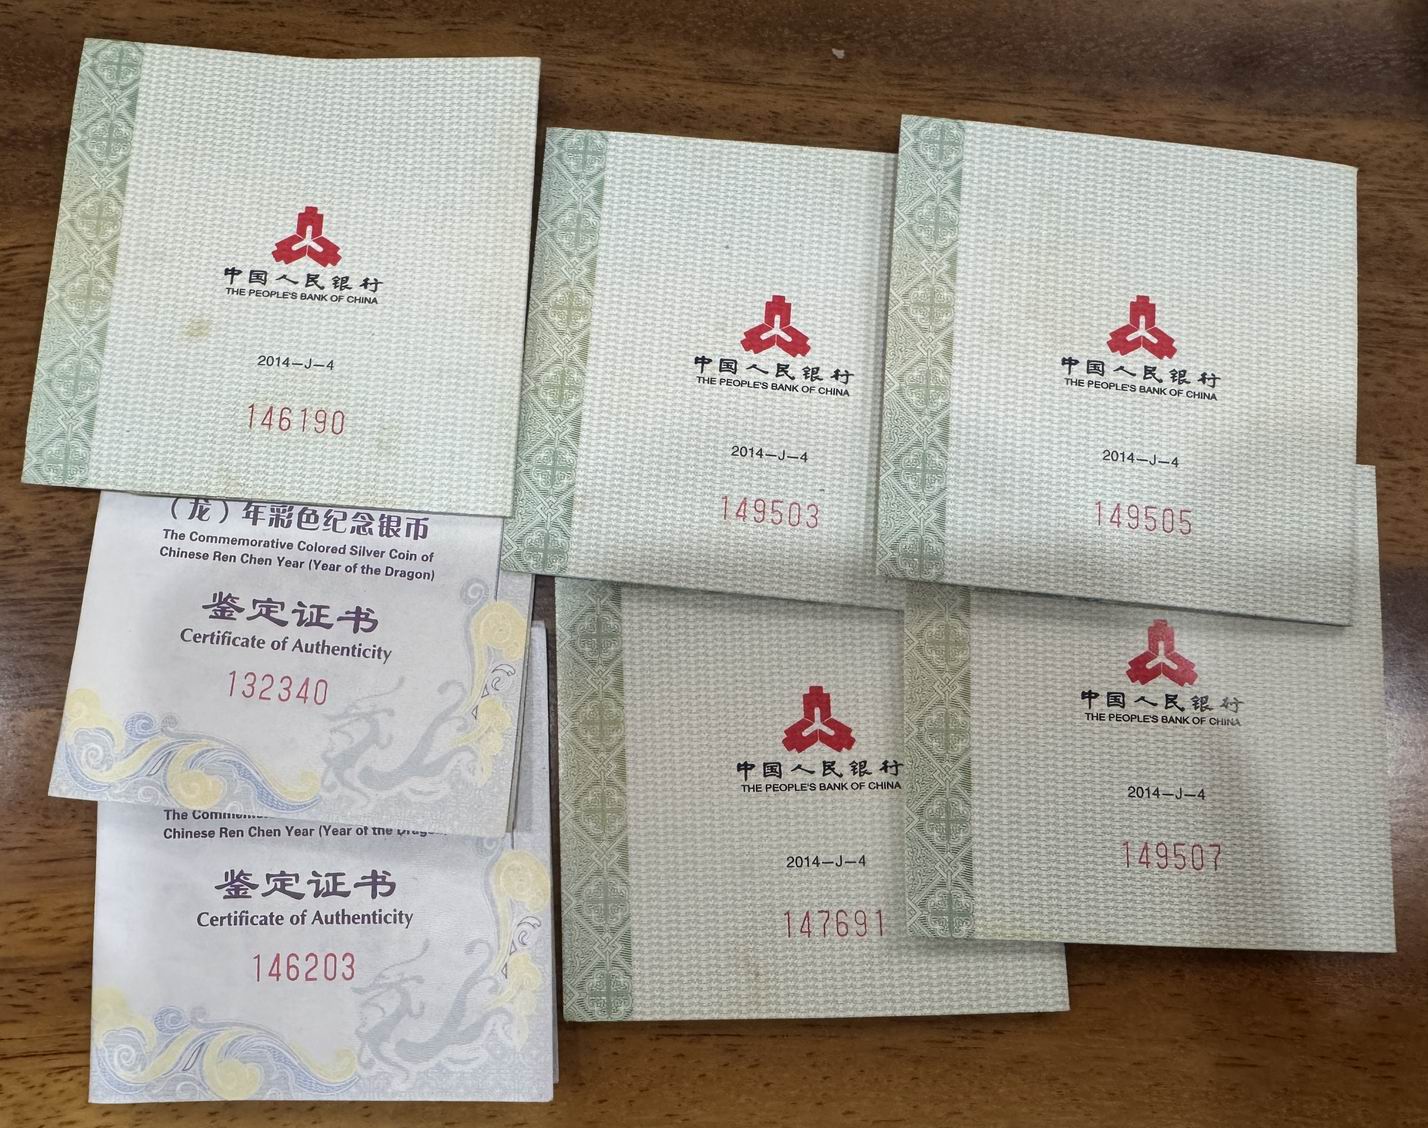 中国人民银行
THE PEOPLE'S BANK OF CHINA
2014-J-4
146190
中国人民银行
THE PEOPLE'S BANK OF CHINA
2014-J-4
149503
中国人民银行
THE PEOPLE'S BANK OF CHINA
2014-J-4
149505
（龙）年彩色纪念银币
The Commemorative Colored Silver Coin of
Chinese Ren Chen Year (Year of the Dragon)
鉴定证书
Certificate of Authenticity
132340
中国人民银行
THE PEOPLE'S BANK OF CHINA
2014-J-4
147691
中国人民银行
THE PEOPLE'S BANK OF CHINA
2014-J-4
149507
The
Chinese Ren Chen Year (Year of the Dragon
鉴定证书
Certificate of Authenticity
146203